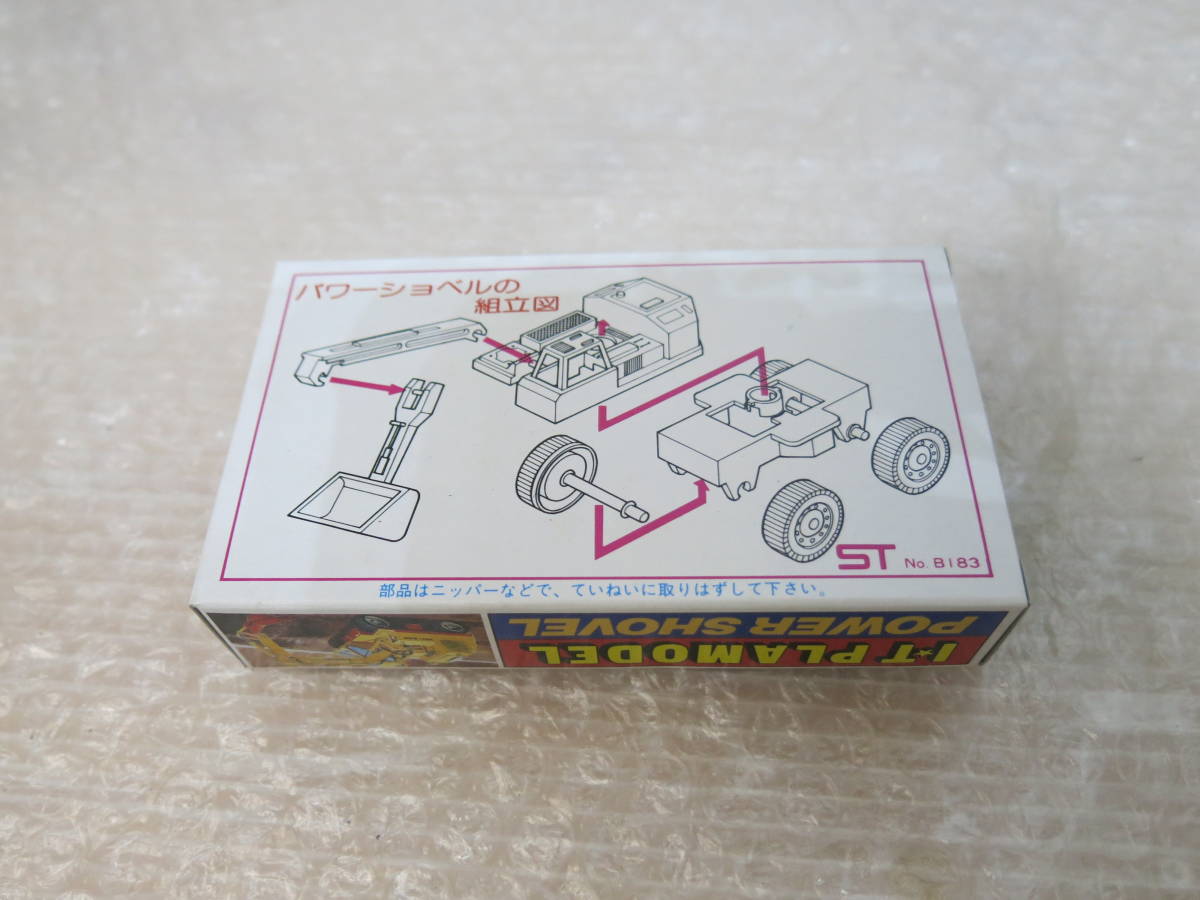 パワーショベルの
組立図
ST No. B183
部品はニッパーなどで、ていねいに取りはずして下さい。
POWER SHOVEL
I★T PLAMODEL